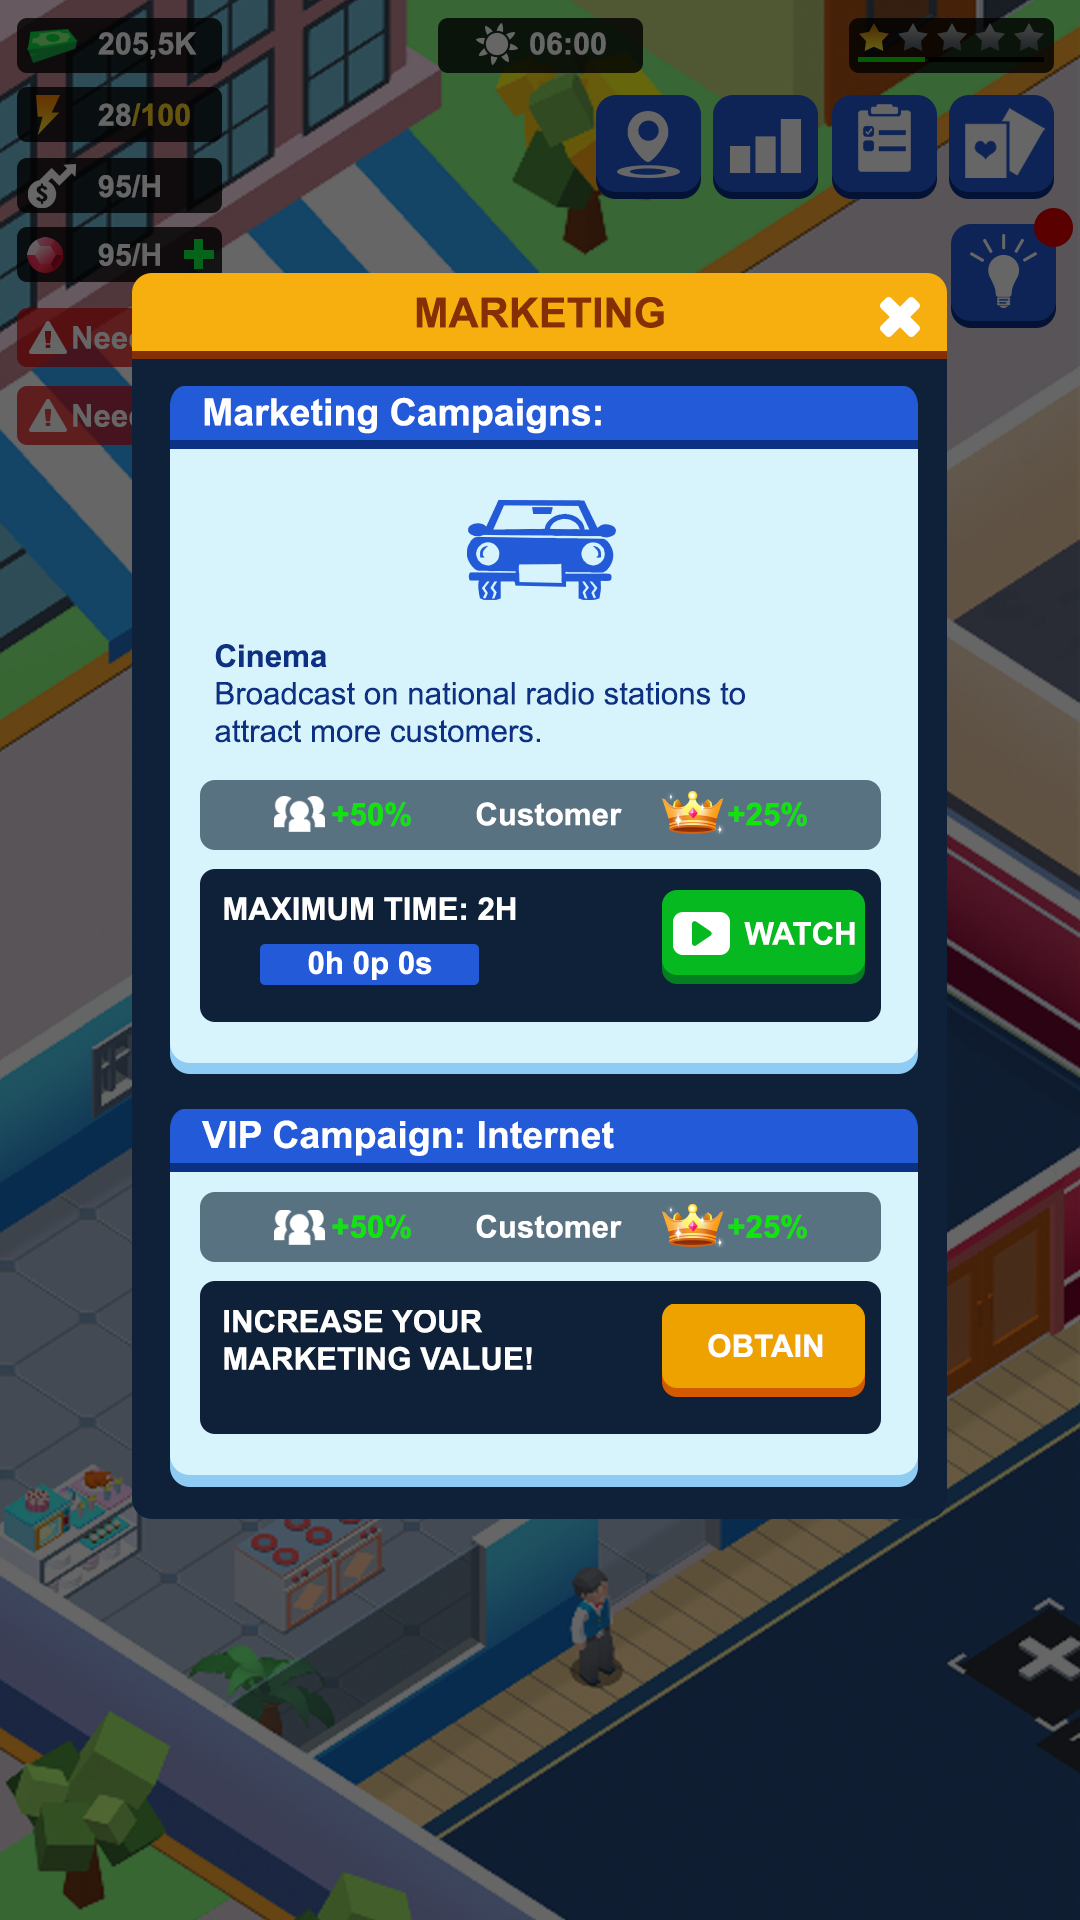 205,5K
06:00
28/100
95/H
95/H
MARKETING
Marketing Campaigns:
Cinema
Broadcast on national radio stations to
attract more customers.
+50% Customer +25%
MAXIMUM TIME: 2H
0h 0p 0s
WATCH
VIP Campaign: Internet
+50% Customer +25%
INCREASE YOUR
MARKETING VALUE!
OBTAIN